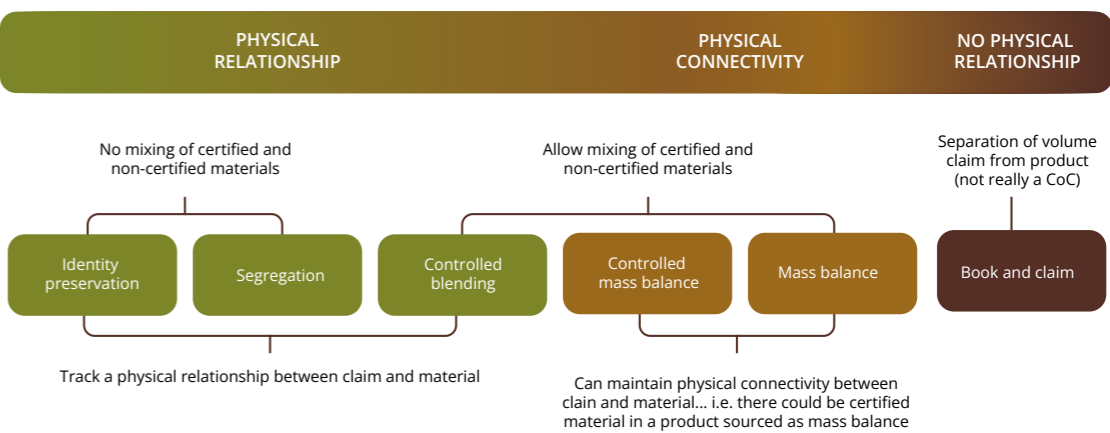 PHYSICAL
RELATIONSHIP
PHYSICAL
CONNECTIVITY
NO PHYSICAL
RELATIONSHIP
No mixing of certified and
non-certified materials
Allow mixing of certified and
non-certified materials
Separation of volume
claim from product
(not really a CoC)
Identity
preservation
Segregation
Controlled
blending
Controlled
mass balance
Mass balance
Book and claim
Track a physical relationship between claim and material
Can maintain physical connectivity between
clain and material... i.e. there could be certified
material in a product sourced as mass balance